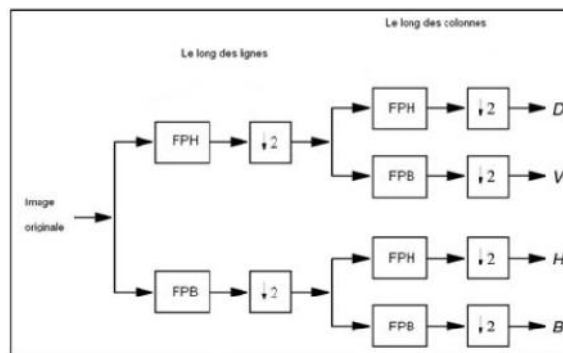 Le long des colonnes
Le long des lignes
FPH ↓ 2 D
FPH ↓ 2
FPB ↓ 2 V
Image
originale
FPH ↓ 2 H
FPB ↓ 2
FPB ↓ 2 B